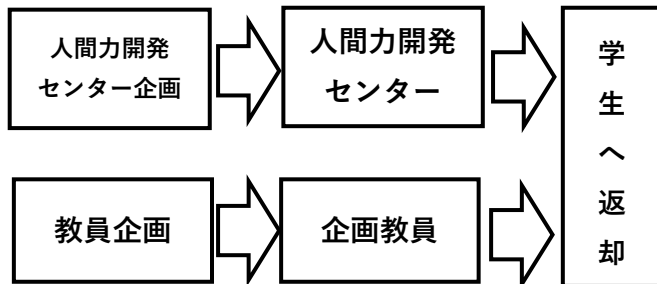 人間力開発
センター企画
人間力開発
センター
教員企画
企画教員
学生へ返却